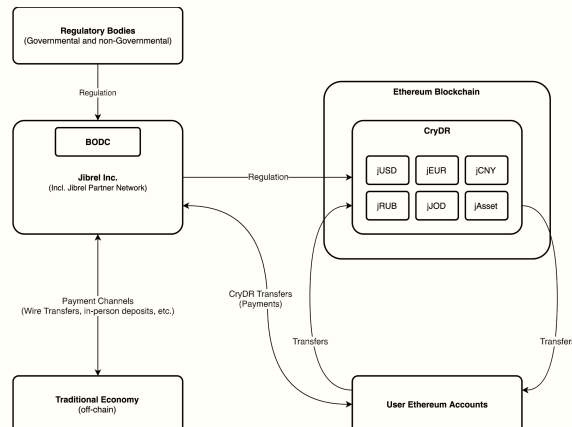 Regulatory Bodies
(Governmental and non-Governmental)
Regulation
Ethereum Blockchain
CryDR
BODC
Jibrel Inc.
(Incl. Jibrel Partner Network)
Regulation
jUSD
jEUR
jCNY
jRUB
jJOD
jAsset
Payment Channels
(Wire Transfers, in-person deposits, etc.)
CryDR Transfers
(Payments)
Transfers
Transfers
Traditional Economy
(off-chain)
User Ethereum Accounts